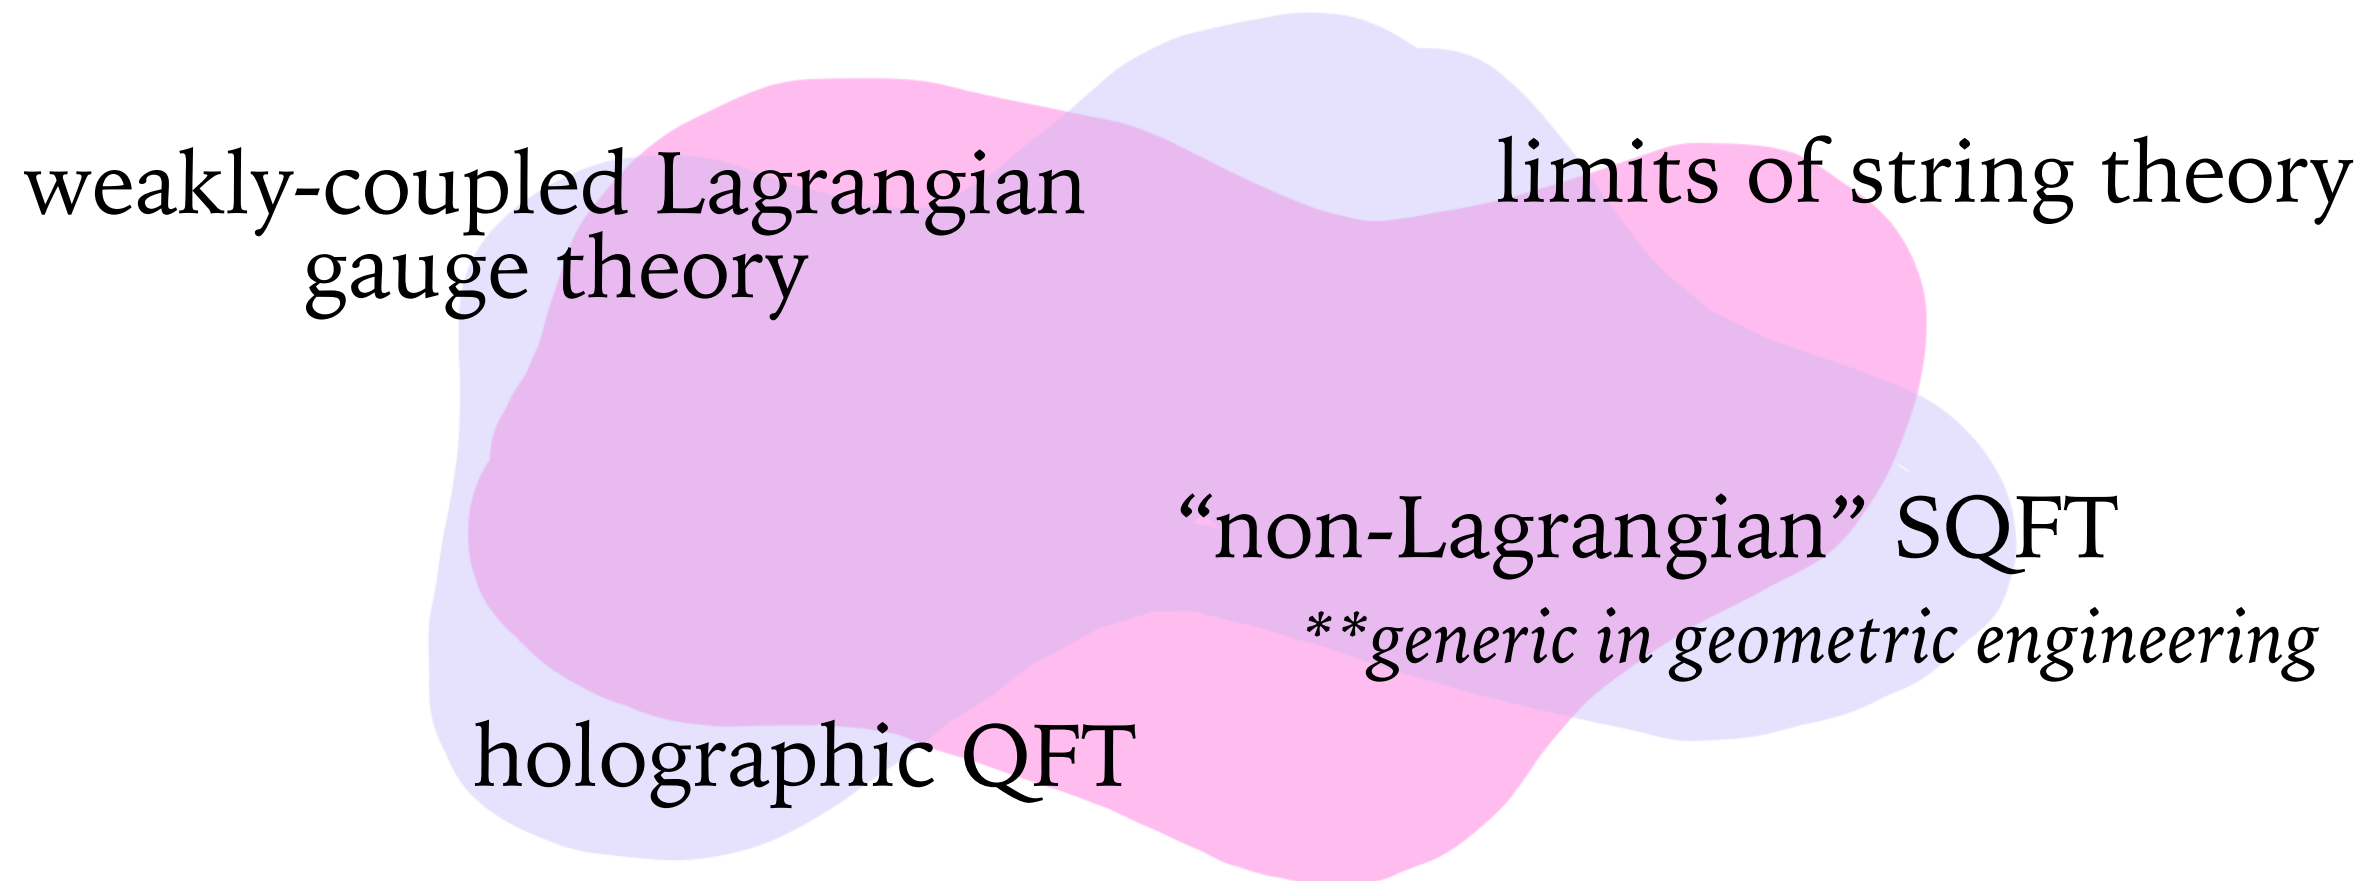 weakly-coupled Lagrangian
gauge theory
limits of string theory
“non-Lagrangian” SQFT
**generic in geometric engineering
holographic QFT